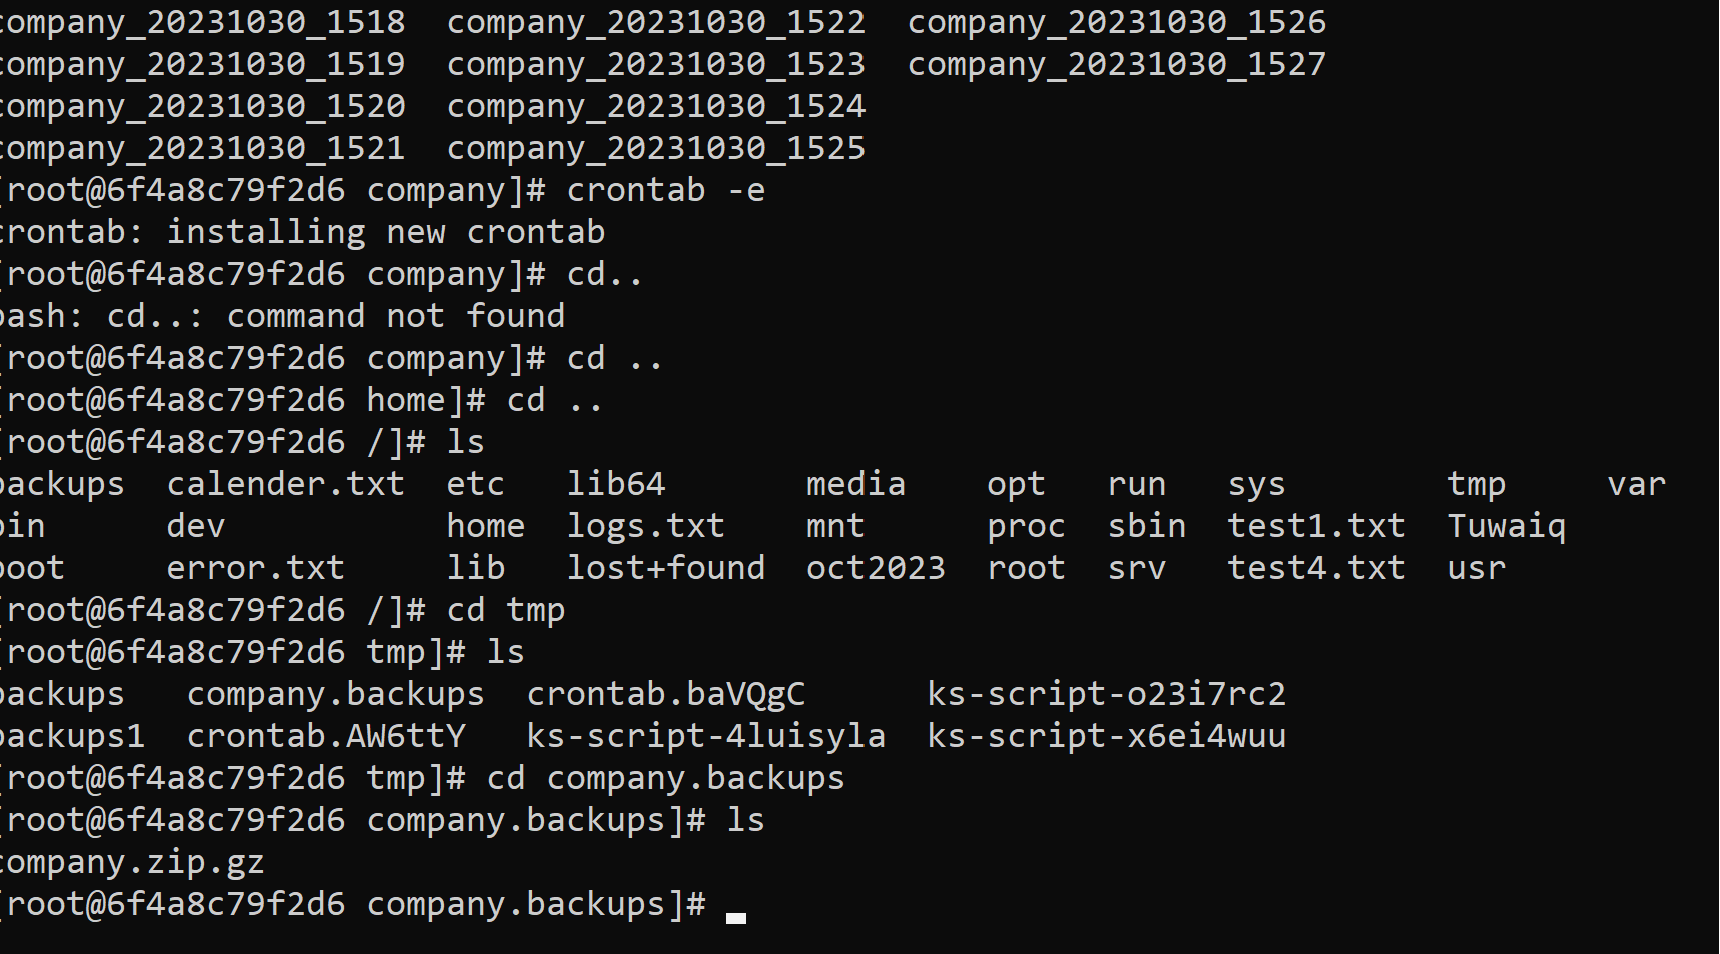 company_20231030_1518  company_20231030_1522  company_20231030_1526
company_20231030_1519  company_20231030_1523  company_20231030_1527
company_20231030_1520  company_20231030_1524
company_20231030_1521  company_20231030_1525
[root@6f4a8c79f2d6 company]# crontab -e
crontab: installing new crontab
[root@6f4a8c79f2d6 company]# cd..
bash: cd..: command not found
[root@6f4a8c79f2d6 company]# cd ..
[root@6f4a8c79f2d6 home]# cd ..
[root@6f4a8c79f2d6 /]# ls
backups  calender.txt  etc   lib64       media    opt   run   sys        tmp     var
bin      dev           home  logs.txt    mnt      proc  sbin  test1.txt  Tuwaiq
boot     error.txt     lib   lost+found  oct2023  root  srv   test4.txt  usr
[root@6f4a8c79f2d6 /]# cd tmp
[root@6f4a8c79f2d6 tmp]# ls
backups   company.backups  crontab.baVQgC      ks-script-o23i7rc2
backups1  crontab.AW6ttY   ks-script-4luisyla  ks-script-x6ei4wuu
[root@6f4a8c79f2d6 tmp]# cd company.backups
[root@6f4a8c79f2d6 company.backups]# ls
company.zip.gz
[root@6f4a8c79f2d6 company.backups]#